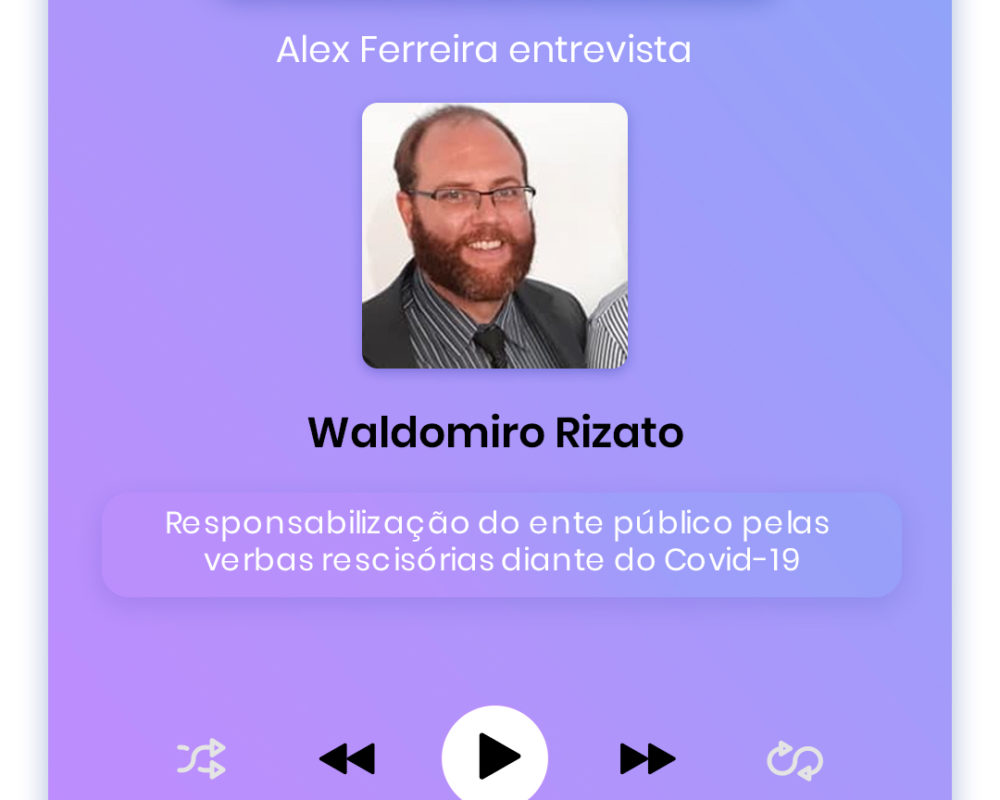 Alex Ferreira entrevista
Waldomiro Rizato
Responsabilização do ente público pelas
verbas rescisórias diante do Covid-19